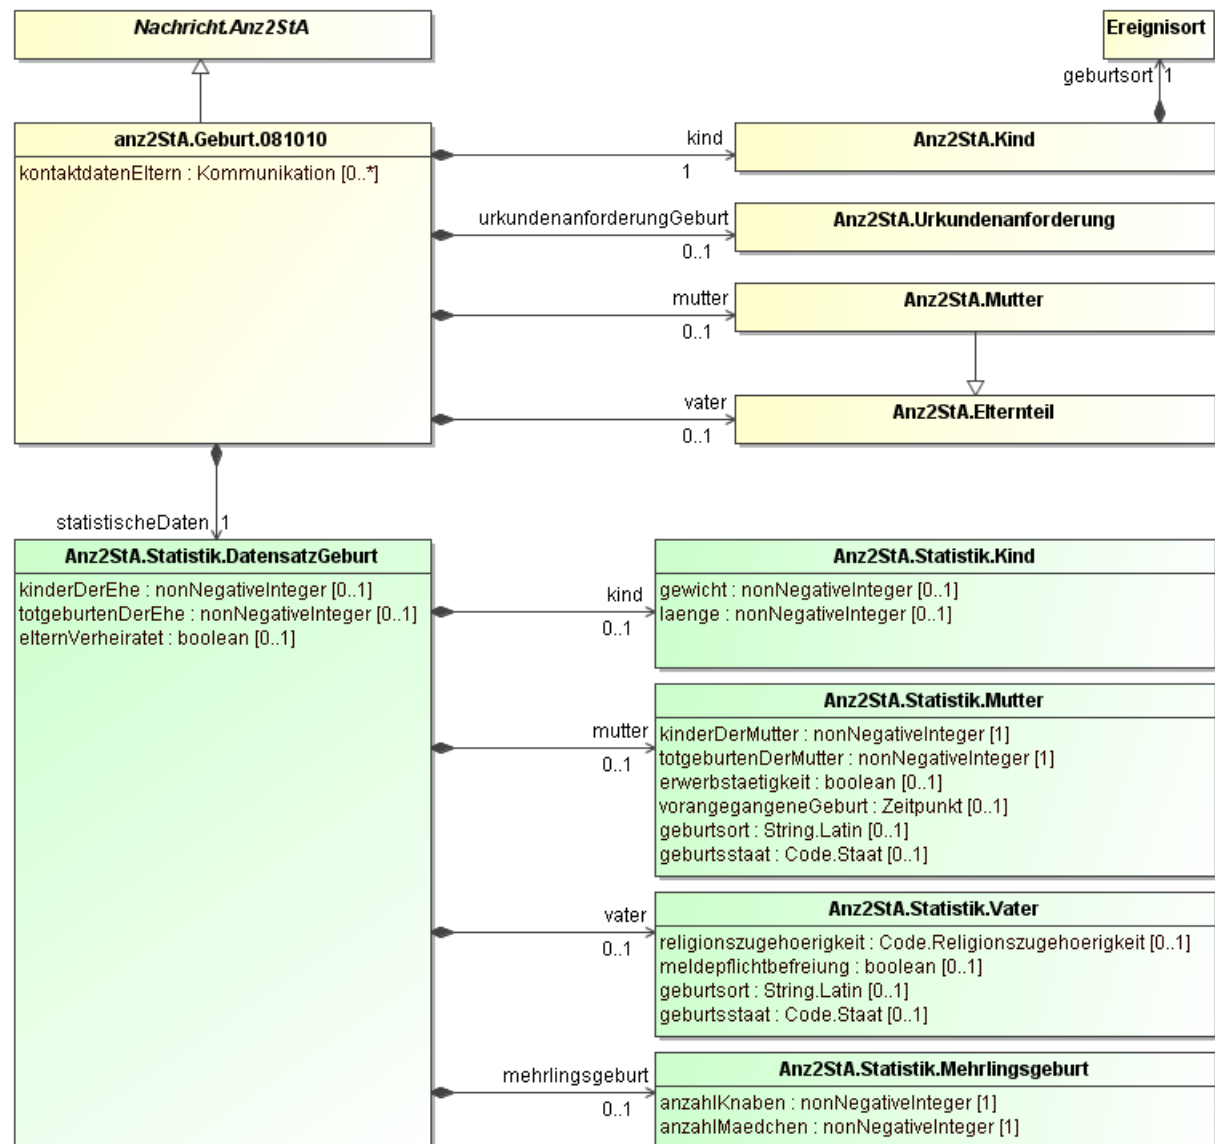 Nachricht.Anz2StA
Ereignisort
geburtsort 1
anz2StA.Geburt.081010
kontaktdatenEltern : Kommunikation [0..*]
kind
1
Anz2StA.Kind
urkundenanforderungGeburt
0..1
Anz2StA.Urkundenanforderung
mutter
0..1
Anz2StA.Mutter
vater
0..1
Anz2StA.Elternteil
statistischeDaten 1
Anz2StA.Statistik.DatensatzGeburt
kinderDerEhe : nonNegativeInteger [0..1]
totgeburtenDerEhe : nonNegativeInteger [0..1]
elternVerheiratet : boolean [0..1]
kind
0..1
Anz2StA.Statistik.Kind
gewicht : nonNegativeInteger [0..1]
laenge : nonNegativeInteger [0..1]
mutter
0..1
Anz2StA.Statistik.Mutter
kinderDerMutter : nonNegativeInteger [1]
totgeburtenDerMutter : nonNegativeInteger [1]
erwerbstaetigkeit : boolean [0..1]
vorangegangeneGeburt : Zeitpunkt [0..1]
geburtsort : String.Latin [0..1]
geburtsstaat : Code.Staat [0..1]
vater
0..1
Anz2StA.Statistik.Vater
religionszugehoerigkeit : Code.Religionszugehoerigkeit [0..1]
meldepflichtbefreiung : boolean [0..1]
geburtsort : String.Latin [0..1]
geburtsstaat : Code.Staat [0..1]
mehrlingsgeburt
0..1
Anz2StA.Statistik.Mehrlingsgeburt
anzahlKnaben : nonNegativeInteger [1]
anzahlMaedchen : nonNegativeInteger [1]